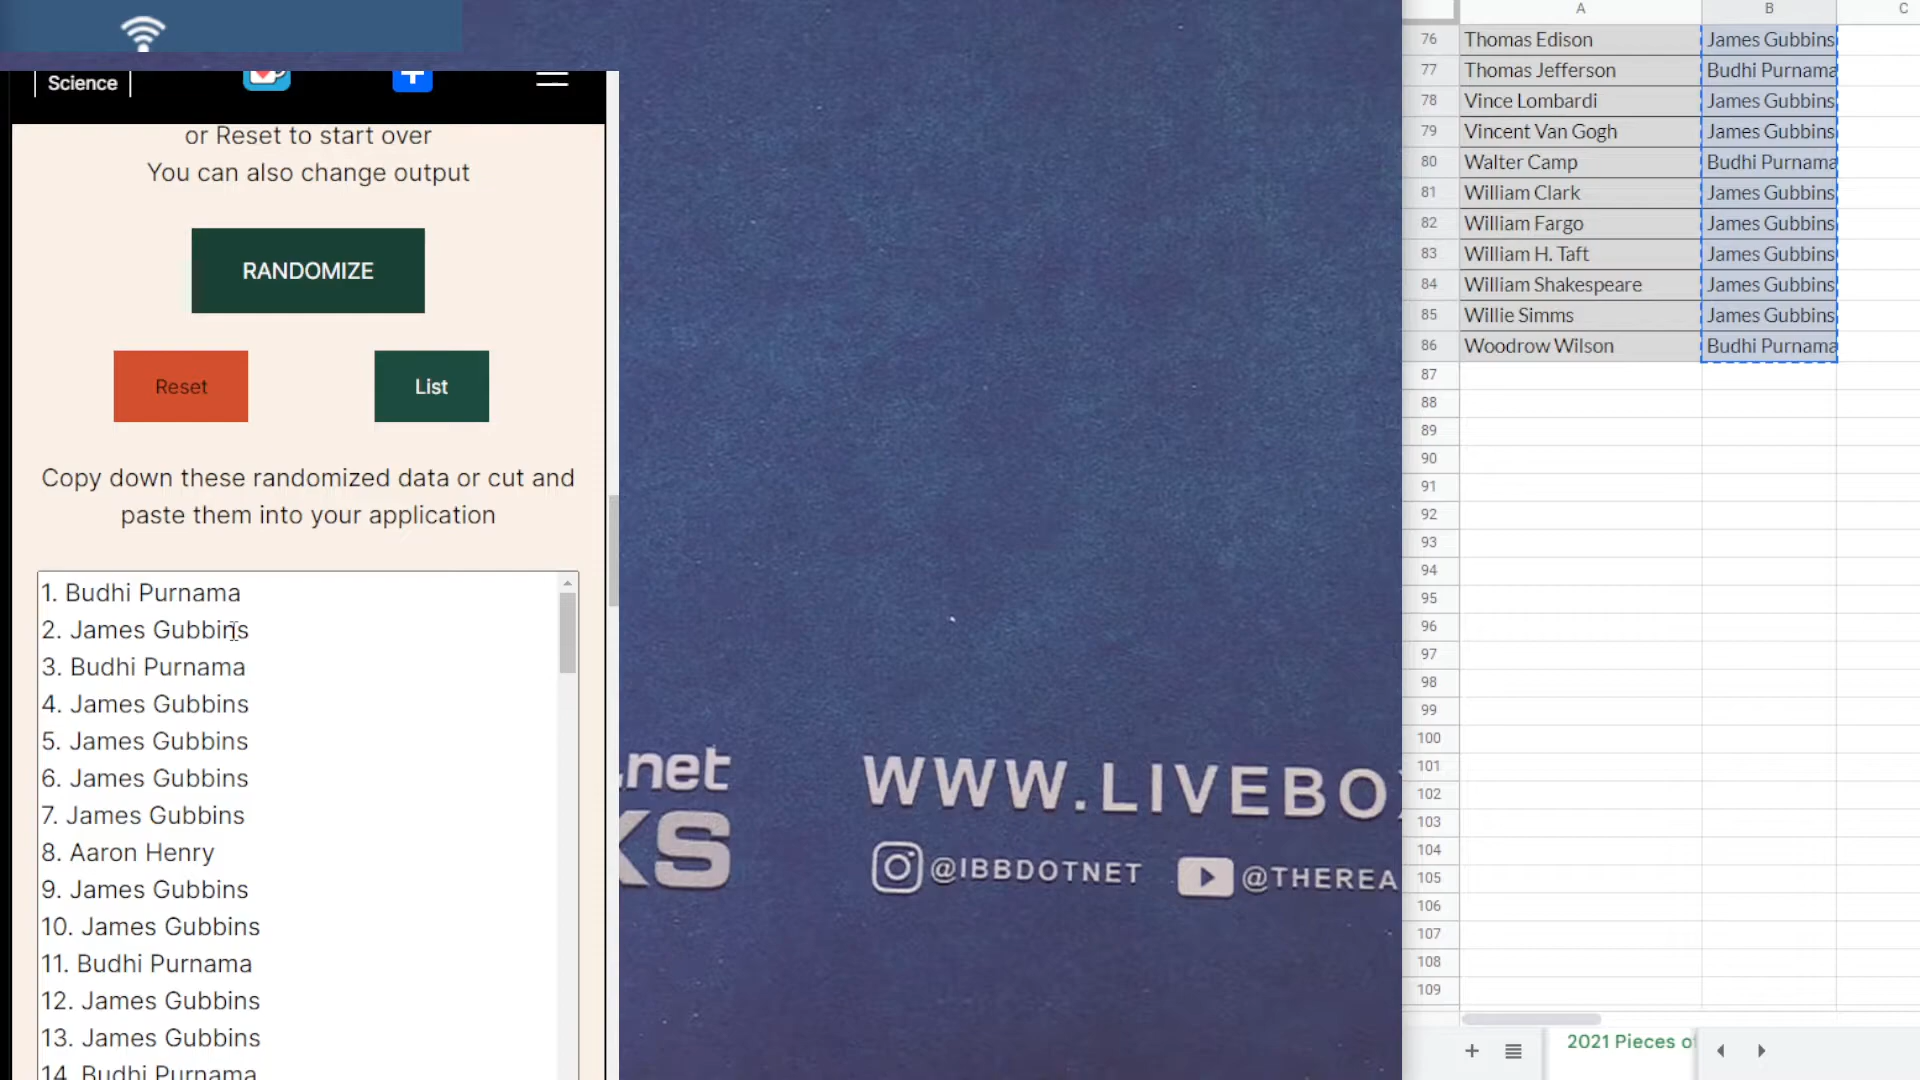 Science
or Reset to start over
You can also change output
RANDOMIZE
Reset
List
Copy down these randomized data or cut and
paste them into your application
1. Budhi Purnama
2. James Gubbins
3. Budhi Purnama
4. James Gubbins
5. James Gubbins
6. James Gubbins
7. James Gubbins
8. Aaron Henry
9. James Gubbins
10. James Gubbins
11. Budhi Purnama
12. James Gubbins
13. James Gubbins
14. Budhi Purnama
.net
KS
WWW.LIVEBO
@IBBDOTNET
@THEREA
A B C
76 Thomas Edison James Gubbins
77 Thomas Jefferson Budhi Purnama
78 Vince Lombardi James Gubbins
79 Vincent Van Gogh James Gubbins
80 Walter Camp Budhi Purnama
81 William Clark James Gubbins
82 William Fargo James Gubbins
83 William H. Taft James Gubbins
84 William Shakespeare James Gubbins
85 Willie Simms James Gubbins
86 Woodrow Wilson Budhi Purnama
87
88
89
90
91
92
93
94
95
96
97
98
99
100
101
102
103
104
105
106
107
108
109
2021 Pieces of